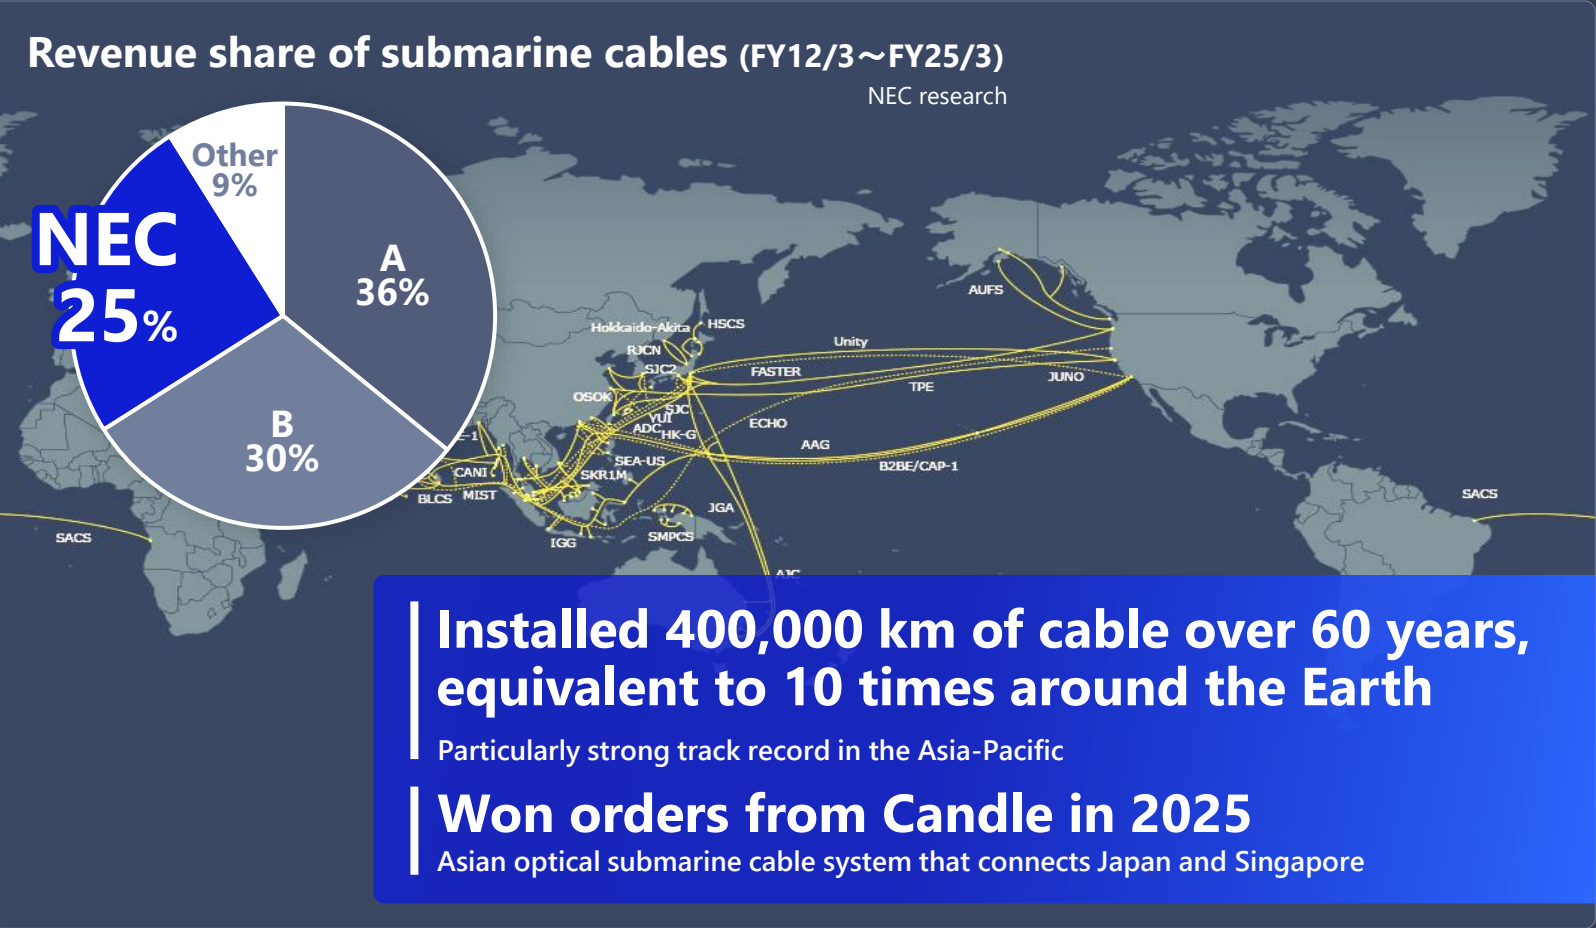 Revenue share of submarine cables (FY12/3～FY25/3)
NEC research
Other
9%
NEC
25%
A
36%
B
30%
AUFS
Hokkaido-Akita
HSCS
RJCN
Unity
SJC2
FASTER
JUNO
TPE
OSOK
SJC
YUI
ADC
HK-G
ECHO
AAG
SEA-US
B2BE/CAP-1
CANI
SKR1M
BLCS
MIST
JGA
SACS
SMPCS
IGG
SACS
AJC
Installed 400,000 km of cable over 60 years,
equivalent to 10 times around the Earth
Particularly strong track record in the Asia-Pacific
Won orders from Candle in 2025
Asian optical submarine cable system that connects Japan and Singapore